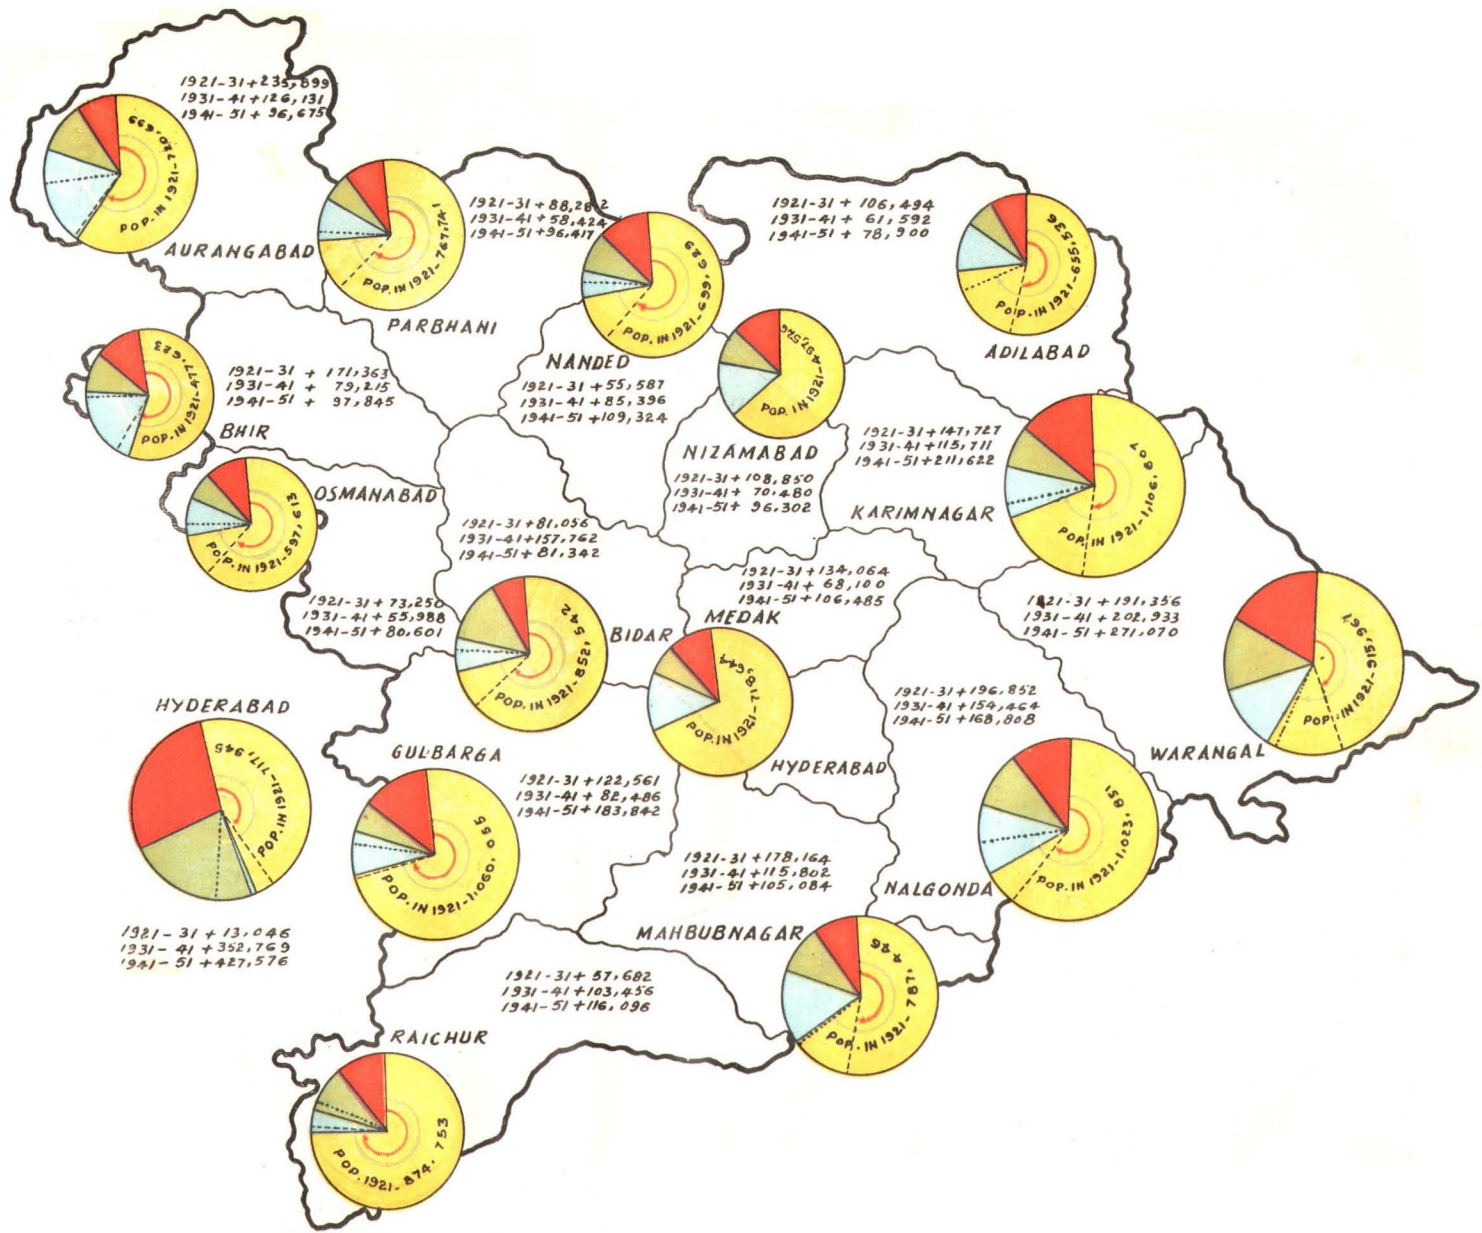 1921-31+235,899
1931-41+126,131
1941-51+96,675
POP. IN 1921-720,699
AURANGABAD
POP. IN 1921-767,741
1921-31+88,282
1931-41+58,424
1941-51+96,417
PARBHANI
POP. IN 1921-699,629
NANDED
1921-31+55,587
1931-41+85,396
1941-51+109,324
1921-31+106,494
1931-41+61,592
1941-51+78,900
POP. IN 1921-655,536
ADILABAD
POP. IN 1921-477,623
1921-31+171,363
1931-41+79,215
1941-51+97,845
BHIR
POP. IN 1921-497,546
NIZAMABAD
1921-31+108,850
1931-41+70,480
1941-51+96,302
1921-31+147,727
1931-41+115,711
1941-51+211,622
KARIMNAGAR
POP. IN 1921-1,106,607
OSMANABAD
POP. IN 1921-597,613
1921-31+73,250
1931-41+55,988
1941-51+80,601
1921-31+81,056
1931-41+157,762
1941-51+81,342
BIDAR
POP. IN 1921-852,542
1921-31+134,064
1931-41+68,100
1941-51+106,485
MEDAK
POP. IN 1921-718,644
1921-31+191,356
1931-41+202,933
1941-51+271,070
POP. IN 1921-915,967
WARANGAL
HYDERABAD
POP. IN 1921-717,945
1921-31+13,046
1931-41+352,769
1941-51+427,576
GULBARGA
1921-31+122,561
1931-41+82,486
1941-51+183,842
POP. IN 1921-1,060,055
HYDERABAD
1921-31+196,852
1931-41+154,464
1941-51+168,808
NALGONDA
POP. IN 1921-1,023,851
1921-31+178,164
1931-41+115,802
1941-51+105,084
MAHBUBNAGAR
POP. IN 1921-787,426
1921-31+57,682
1931-41+103,456
1941-51+116,096
RAICHUR
POP. 1921-874,753